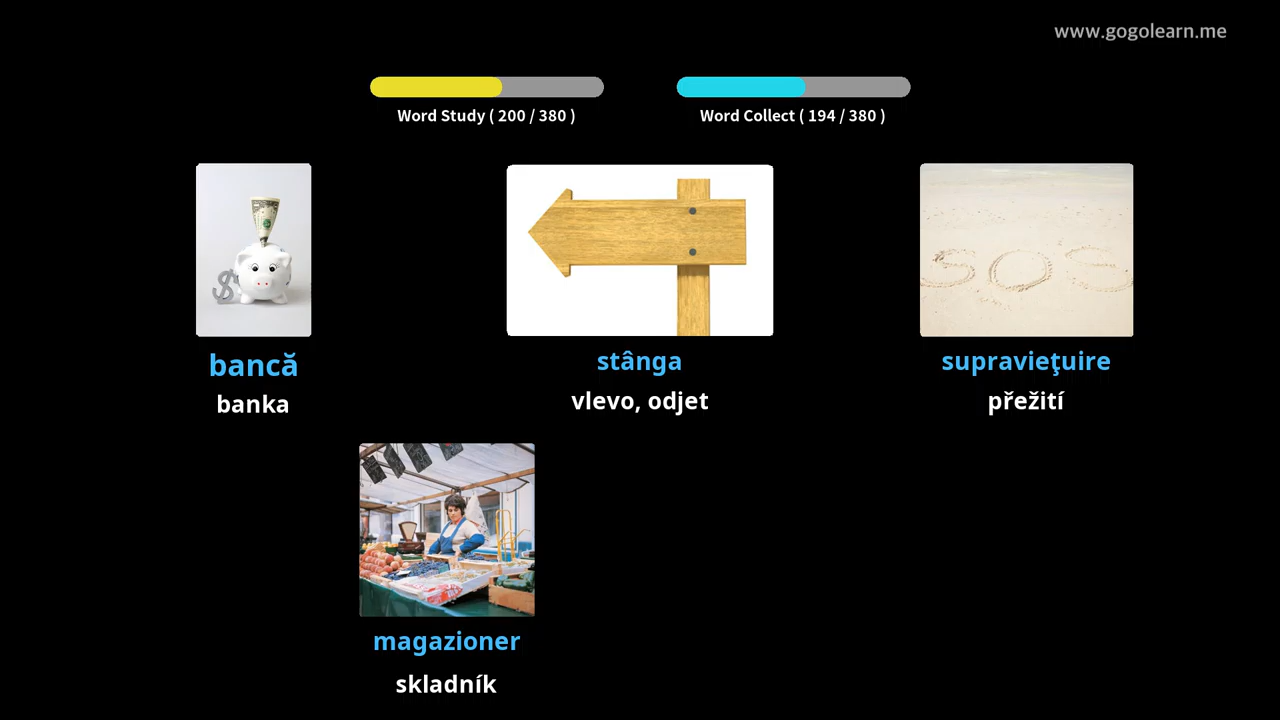 www.gogolearn.me
Word Study ( 200 / 380 )
Word Collect ( 194 / 380 )
bancă
banka
stânga
vlevo, odjet
supravieţuire
přežití
SOS
magazioner
skladník